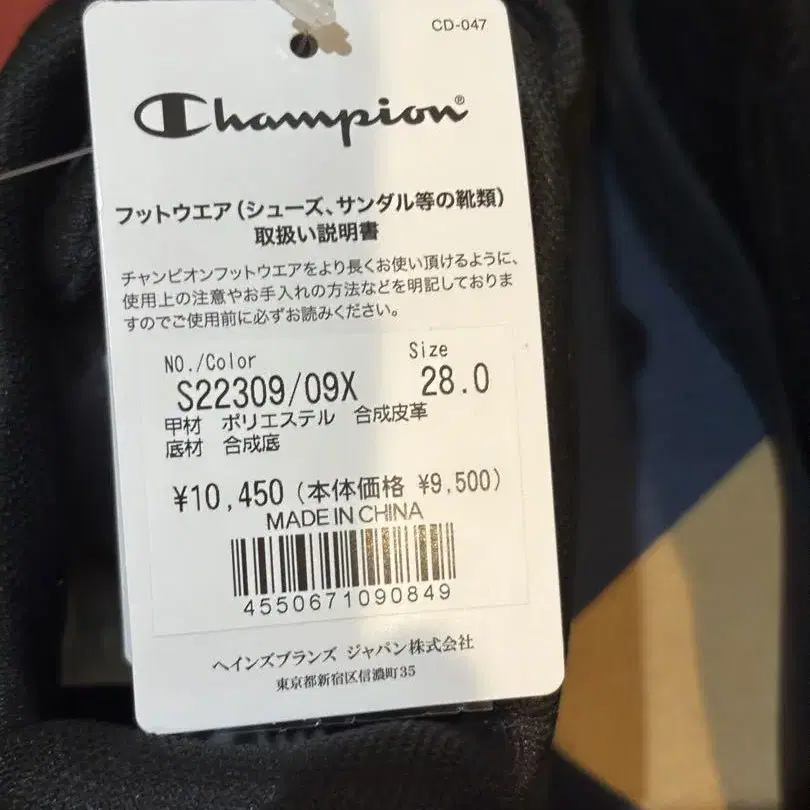 CD-047
Champion®
フットウエア(シューズ、サンダル等の靴類)
取扱い説明書
チャンピオンフットウエアをより長くお使い頂けるように、
使用上の注意やお手入れの方法などを明記しておりま
すのでご使用前に必ずお読みください。
NO./Color Size
S22309/09X 28.0
甲材 ポリエステル 合成皮革
底材 合成底
¥10,450(本体価格 ¥9,500)
MADE IN CHINA
4550671090849
ヘインズブランズ ジャパン株式会社
東京都新宿区信濃町35